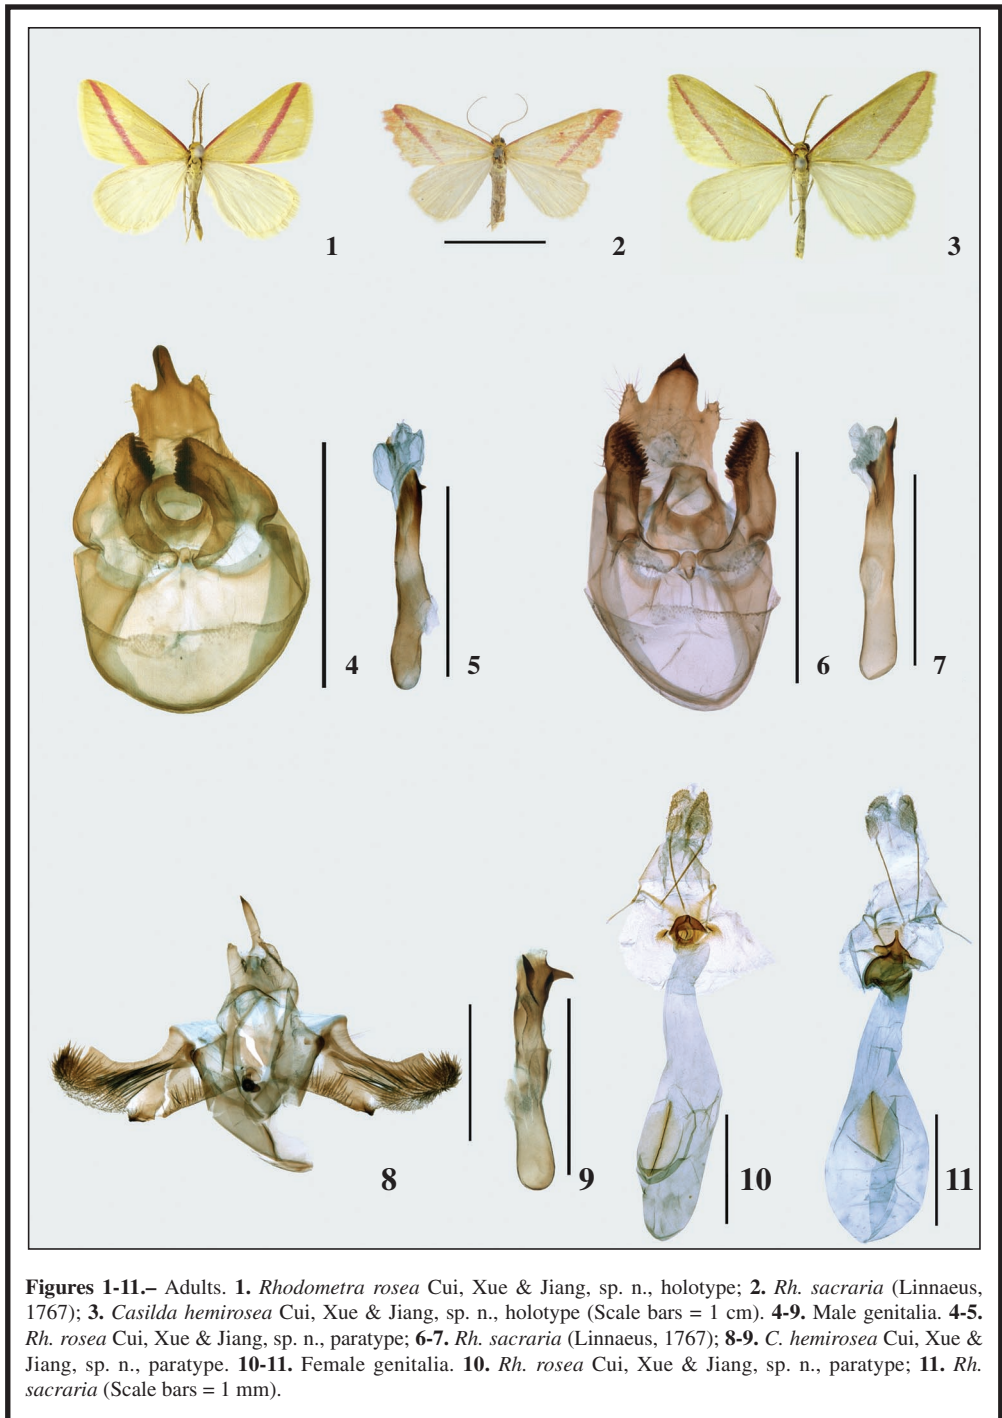 1
2
3
4
5
6
7
8
9
10
11
Figures 1-11.– Adults. 1. Rhodometra rosea Cui, Xue & Jiang, sp. n., holotype; 2. Rh. sacraria (Linnaeus,
1767); 3. Casilda hemirosea Cui, Xue & Jiang, sp. n., holotype (Scale bars = 1 cm). 4-9. Male genitalia. 4-5.
Rh. rosea Cui, Xue & Jiang, sp. n., paratype; 6-7. Rh. sacraria (Linnaeus, 1767); 8-9. C. hemirosea Cui, Xue &
Jiang, sp. n., paratype. 10-11. Female genitalia. 10. Rh. rosea Cui, Xue & Jiang, sp. n., paratype; 11. Rh.
sacraria (Scale bars = 1 mm).